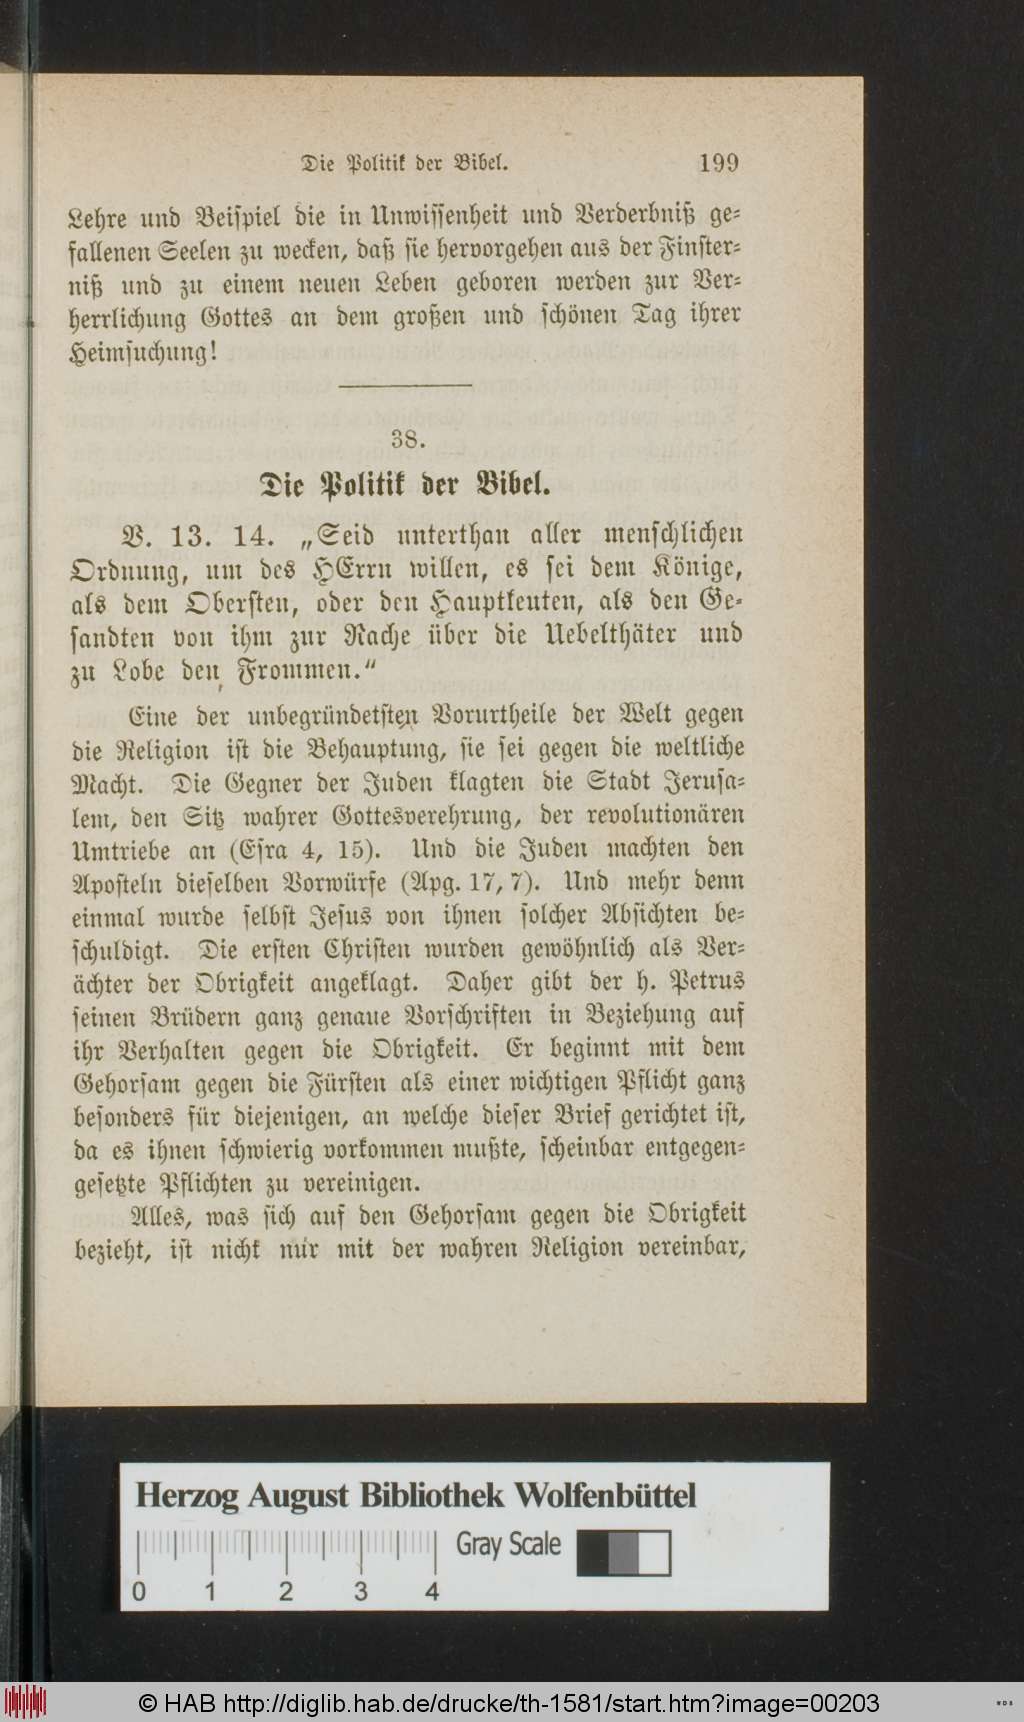 Die Politik der Bibel. 199
Lehre und Beispiel die in Unwissenheit und Verderbniß ge-
fallenen Seelen zu wecken, daß sie hervorgehen aus der Finster-
niß und zu einem neuen Leben geboren werden zur Ver-
herrlichung Gottes an dem großen und schönen Tag ihrer
Heimsuchung!
38.
Die Politik der Bibel.
V. 13. 14. „Seid unterthan aller menschlichen
Ordnung, um des HErrn willen, es sei dem Könige,
als dem Obersten, oder den Hauptleuten, als den Ge-
sandten von ihm zur Rache über die Uebelthäter und
zu Lobe den Frommen.“
Eine der unbegründetsten Vorurtheile der Welt gegen
die Religion ist die Behauptung, sie sei gegen die weltliche
Macht. Die Gegner der Juden klagten die Stadt Jerusa-
lem, den Sitz wahrer Gottesverehrung, der revolutionären
Umtriebe an (Esra 4, 15). Und die Juden machten den
Aposteln dieselben Vorwürfe (Apg. 17, 7). Und mehr denn
einmal wurde selbst Jesus von ihnen solcher Absichten be-
schuldigt. Die ersten Christen wurden gewöhnlich als Ver-
ächter der Obrigkeit angeklagt. Daher gibt der h. Petrus
seinen Brüdern ganz genaue Vorschriften in Beziehung auf
ihr Verhalten gegen die Obrigkeit. Er beginnt mit dem
Gehorsam gegen die Fürsten als einer wichtigen Pflicht ganz
besonders für diejenigen, an welche dieser Brief gerichtet ist,
da es ihnen schwierig vorkommen mußte, scheinbar entgegen-
gesetzte Pflichten zu vereinigen.
Alles, was sich auf den Gehorsam gegen die Obrigkeit
bezieht, ist nicht nur mit der wahren Religion vereinbar,
Herzog August Bibliothek Wolfenbüttel
Gray Scale
0 1 2 3 4
© HAB http://diglib.hab.de/drucke/th-1581/start.htm?image=00203
WDB